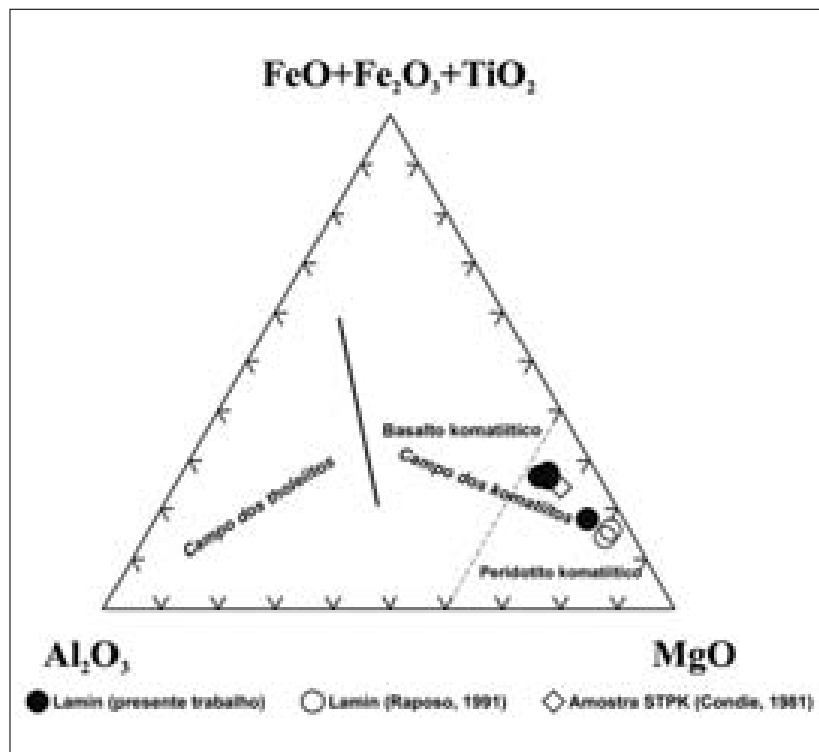 FeO+Fe₂O₃+TiO₂
Basalto komatiítico
Campo dos komatiítos
Campo dos tholeiitos
Peridotito komatiítico
Al₂O₃
MgO
Lamin (presente trabalho)
Lamin (Raposo, 1991)
Amostra STPK (Condie, 1981)